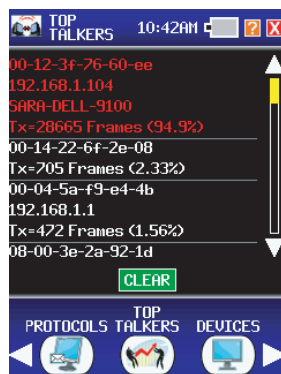 TOP
TALKERS
10:42AM
? X
00-12-3f-76-60-ee
192.168.1.104
SARA-DELL-9100
Tx=28665 Frames (94.9%)
00-14-22-6f-2e-08
Tx=705 Frames (2.33%)
00-04-5a-f9-e4-4b
192.168.1.1
Tx=472 Frames (1.56%)
08-00-3e-2a-92-1d
CLEAR
PROTOCOLS
TOP
TALKERS
DEVICES